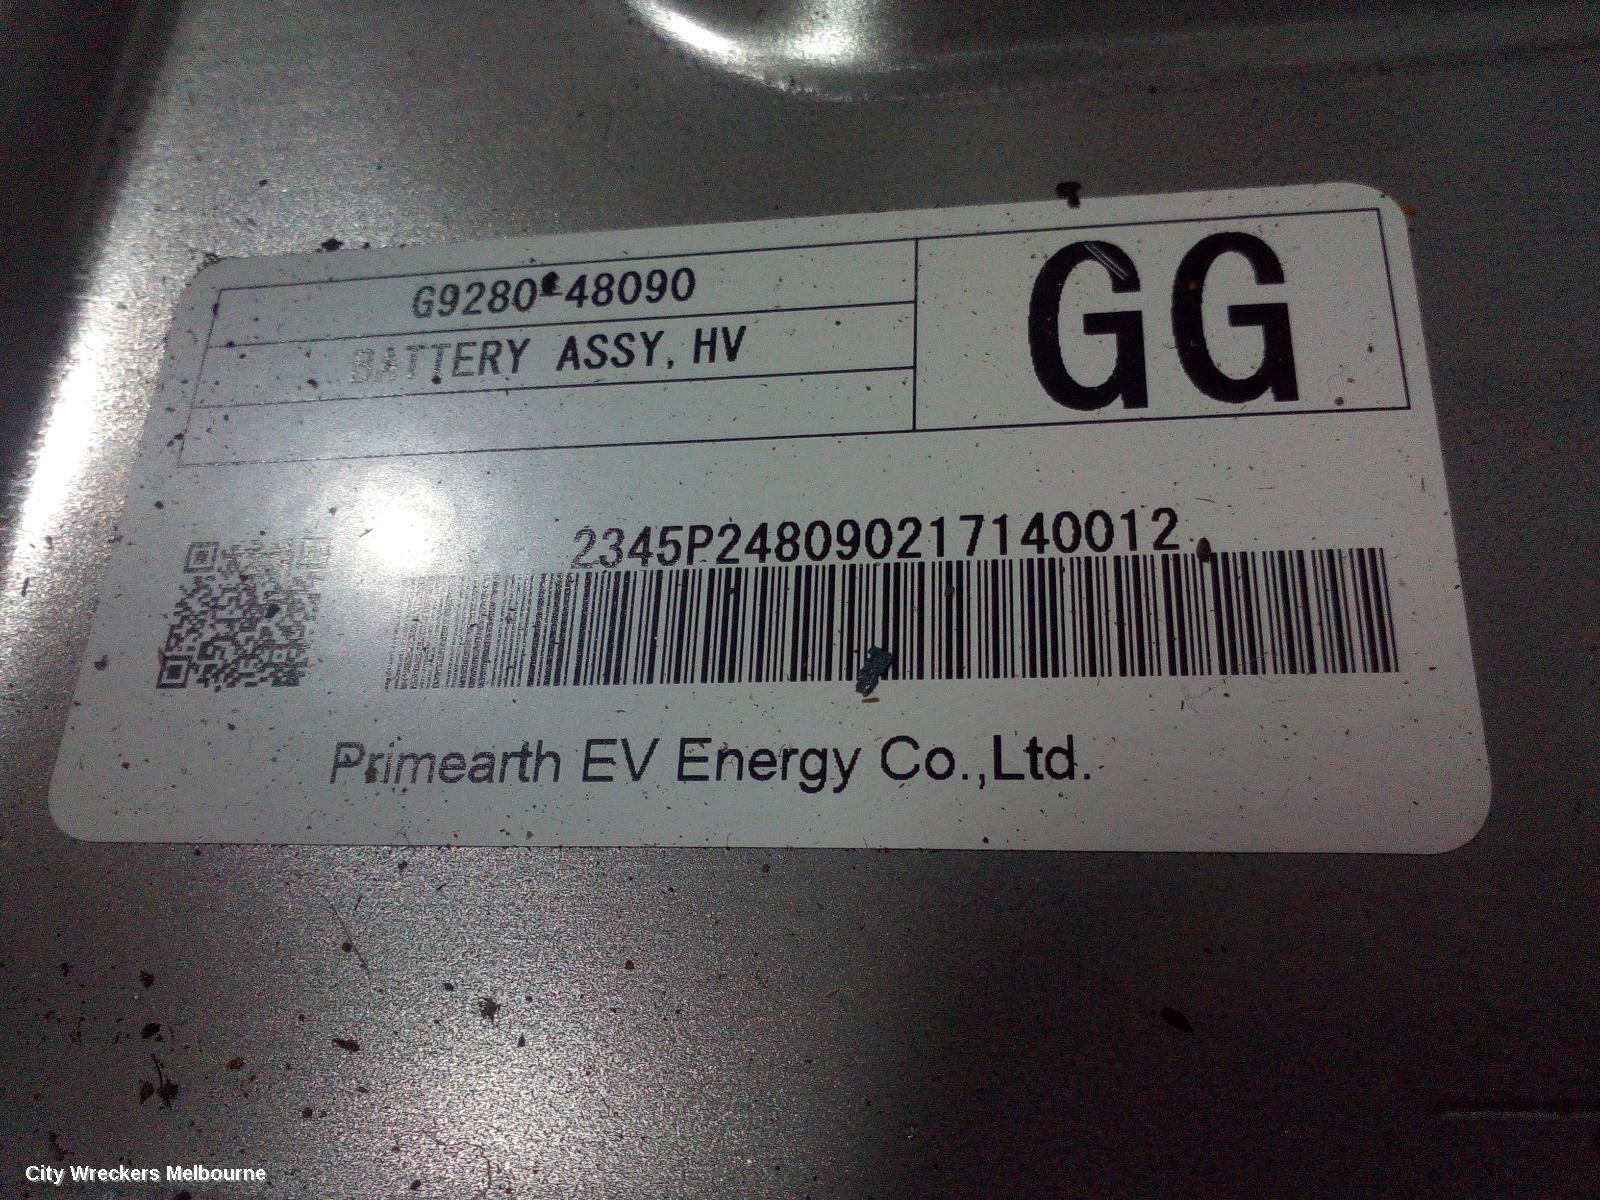 G9280-48090
BATTERY ASSY, HV
GG
2345P248090217140012
Primearth EV Energy Co.,Ltd.
City Wreckers Melbourne